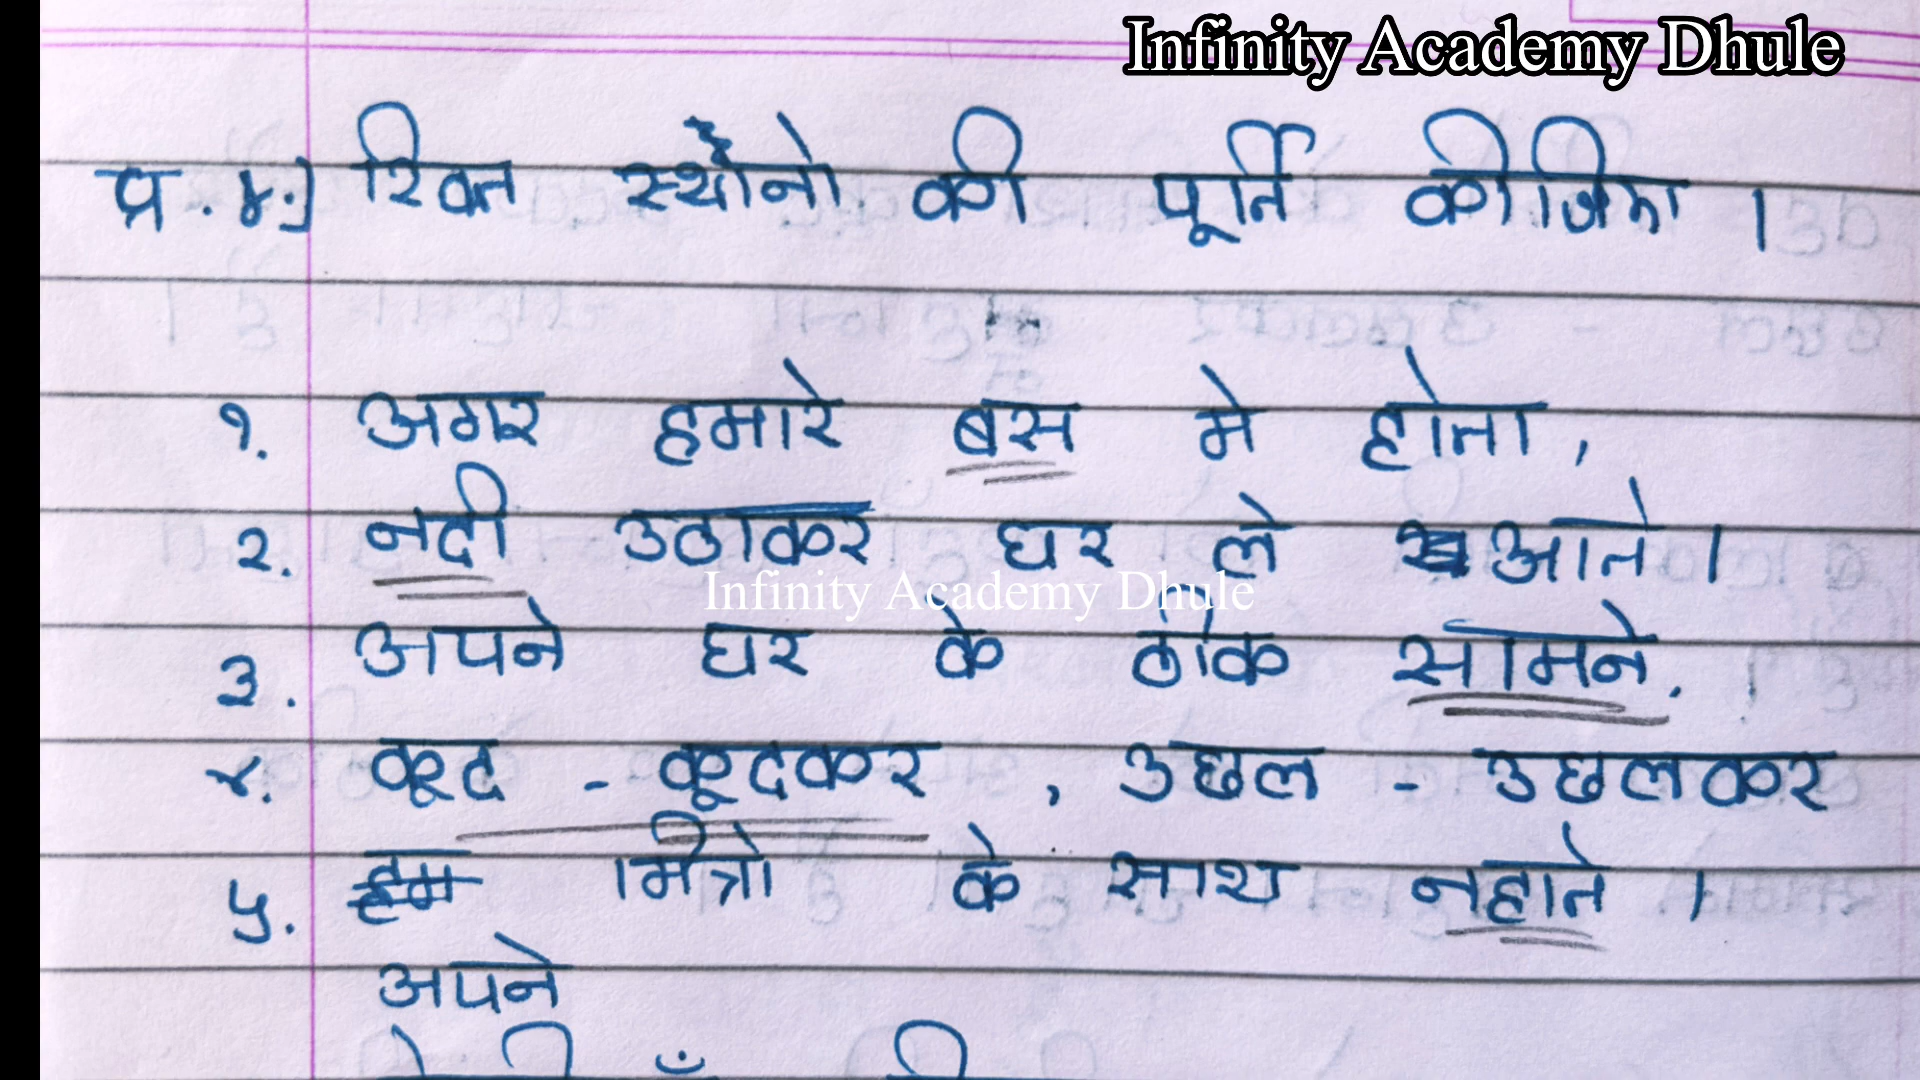 Infinity Academy Dhule
प्र.४.) रिक्त स्थानो की पूर्ति कीजिए ।
१. अगर हमारे बस मे होता,
२. नदी उठाकर घर ले आते ।
Infinity Academy Dhule
३. अपने घर के ठीक सामने.
४. कूद - कूदकर , उछल - उछलकर
५. हम मित्रो के साथ नहाते ।
अपने